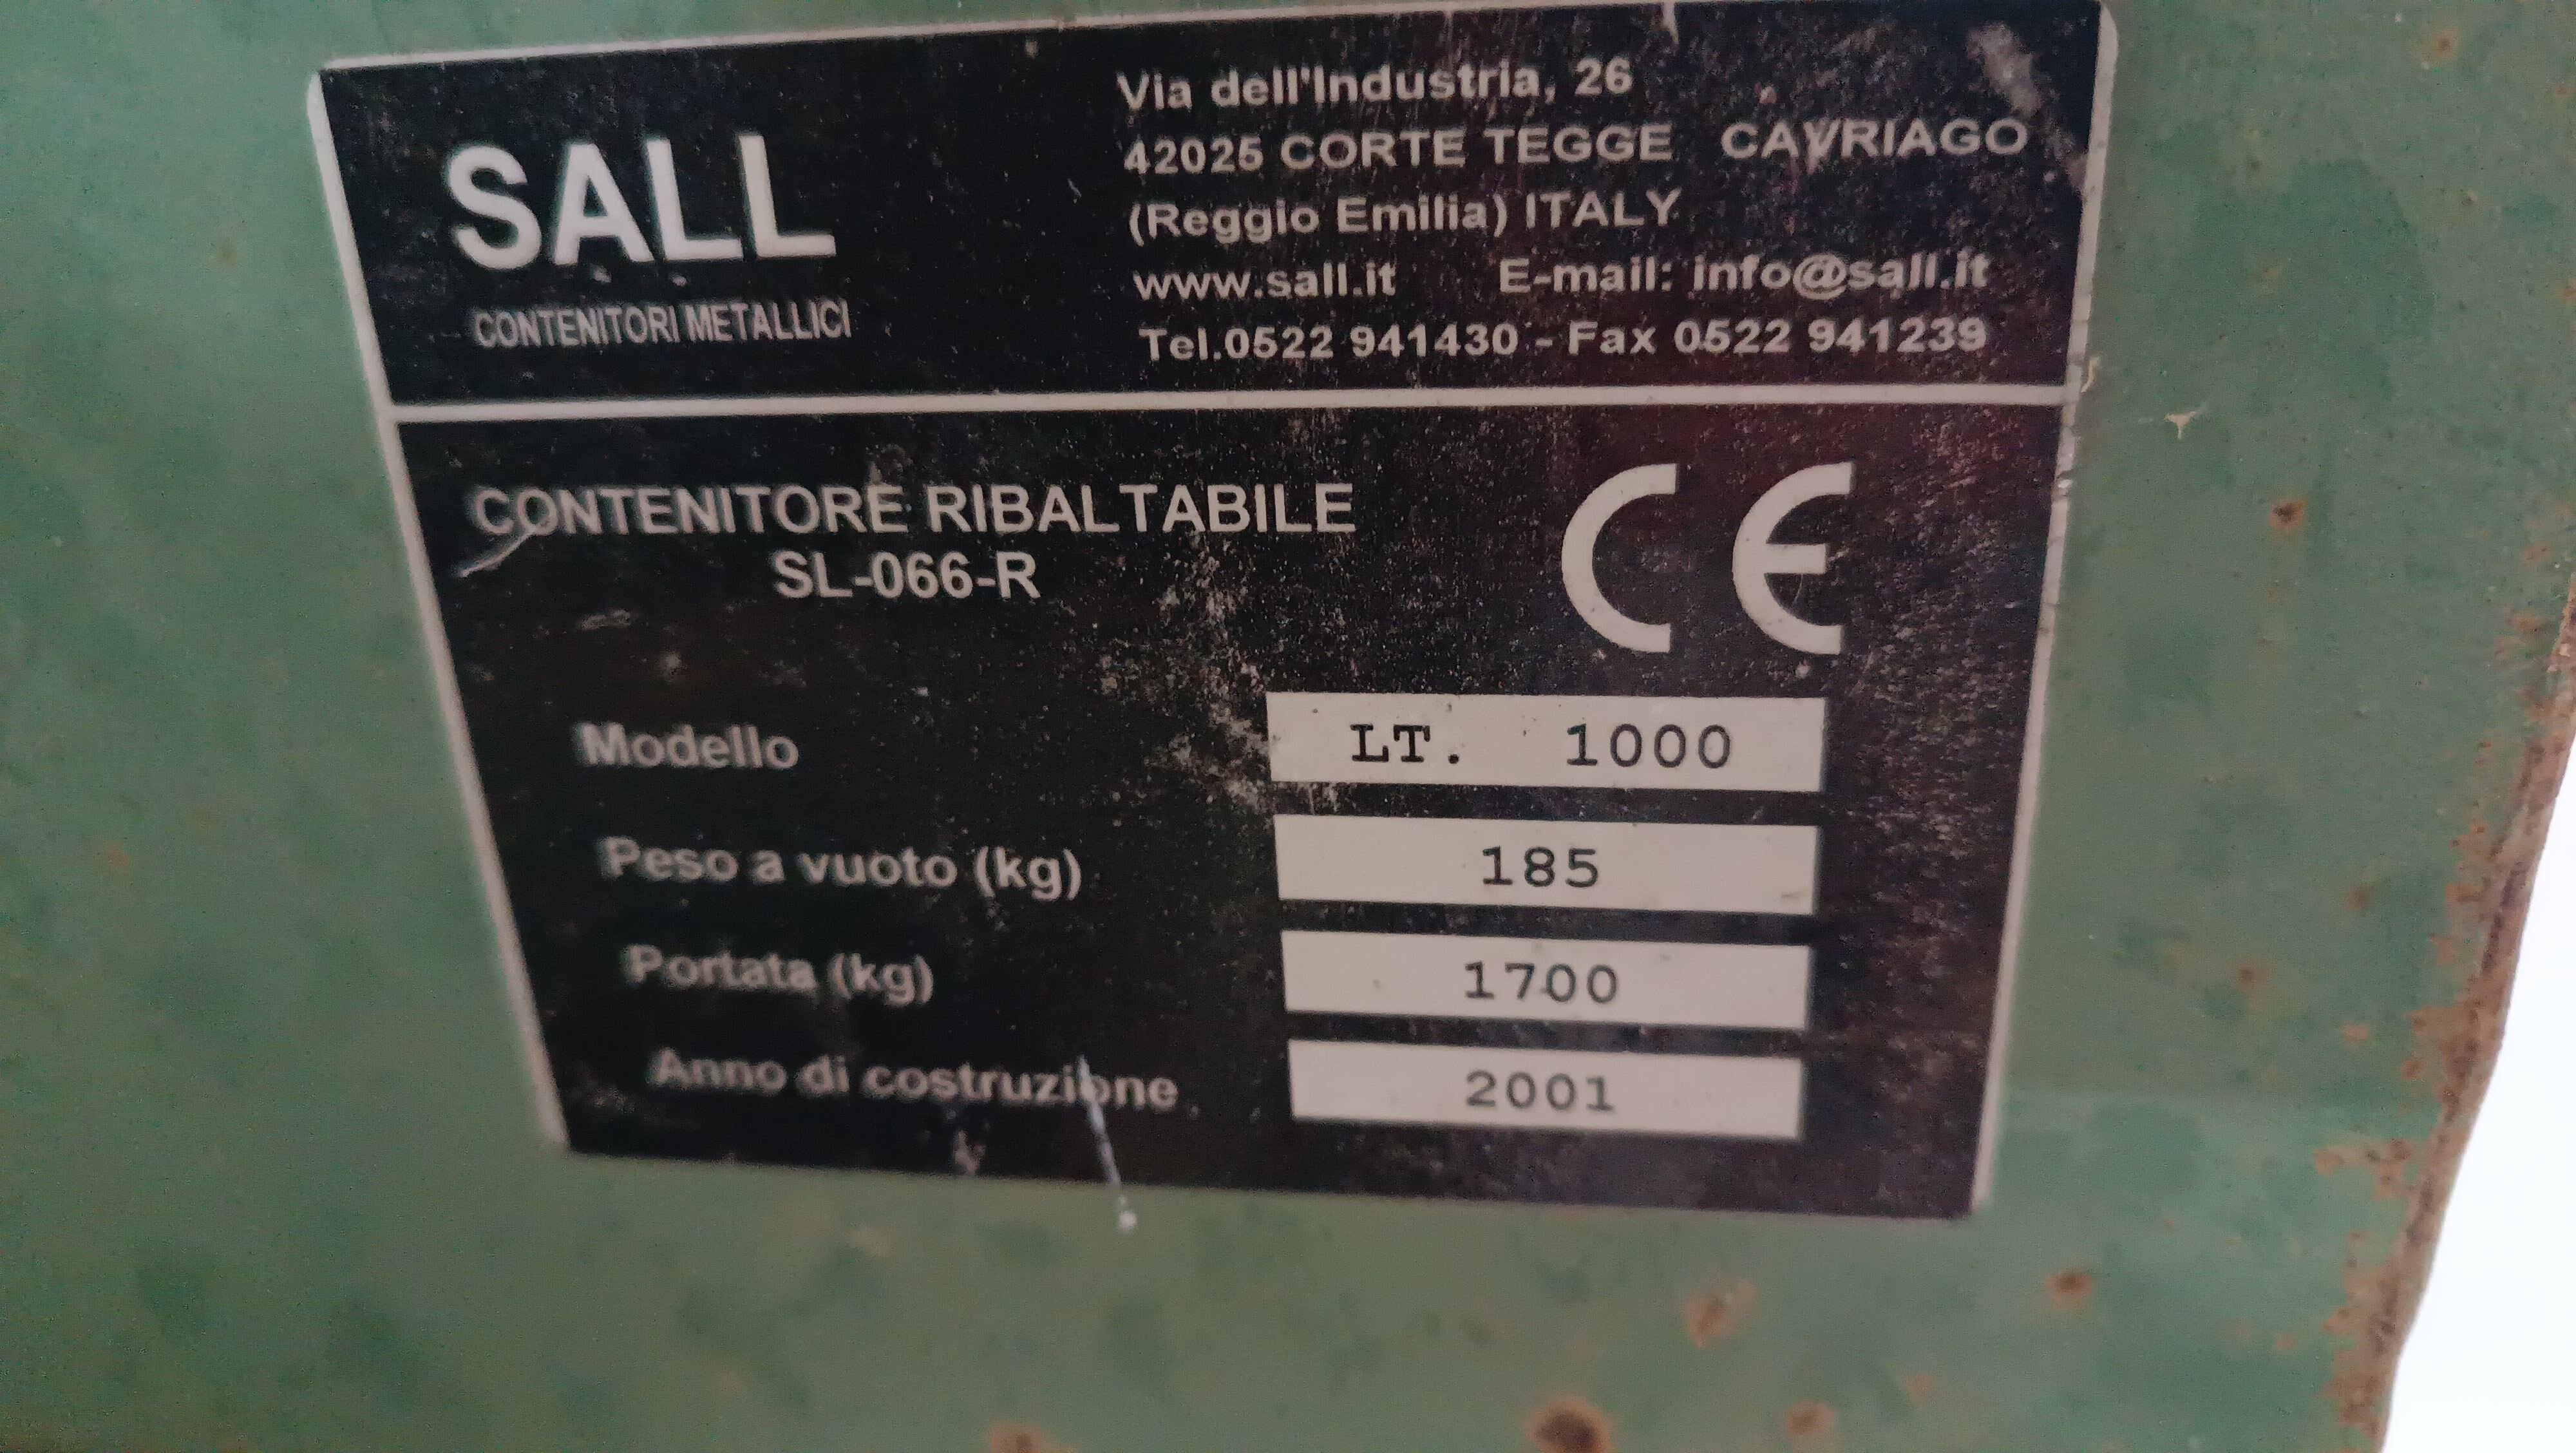 SALL
CONTENITORI METALLICI
Via dell'Industria, 26
42025 CORTE TEGGE CAVRIAGO
(Reggio Emilia) ITALY
www.sall.it E-mail: info@sall.it
Tel.0522 941430 - Fax 0522 941239
CONTENITORE RIBALTABILE
SL-066-R
CE
Modello LT. 1000
Peso a vuoto (kg) 185
Portata (kg) 1700
Anno di costruzione 2001